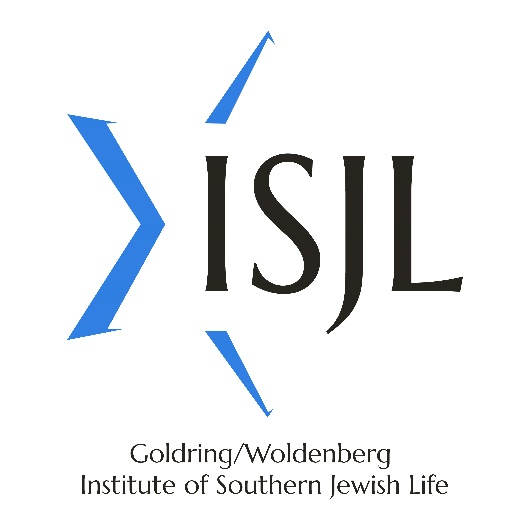 ISJL
Goldring/Woldenberg
Institute of Southern Jewish Life